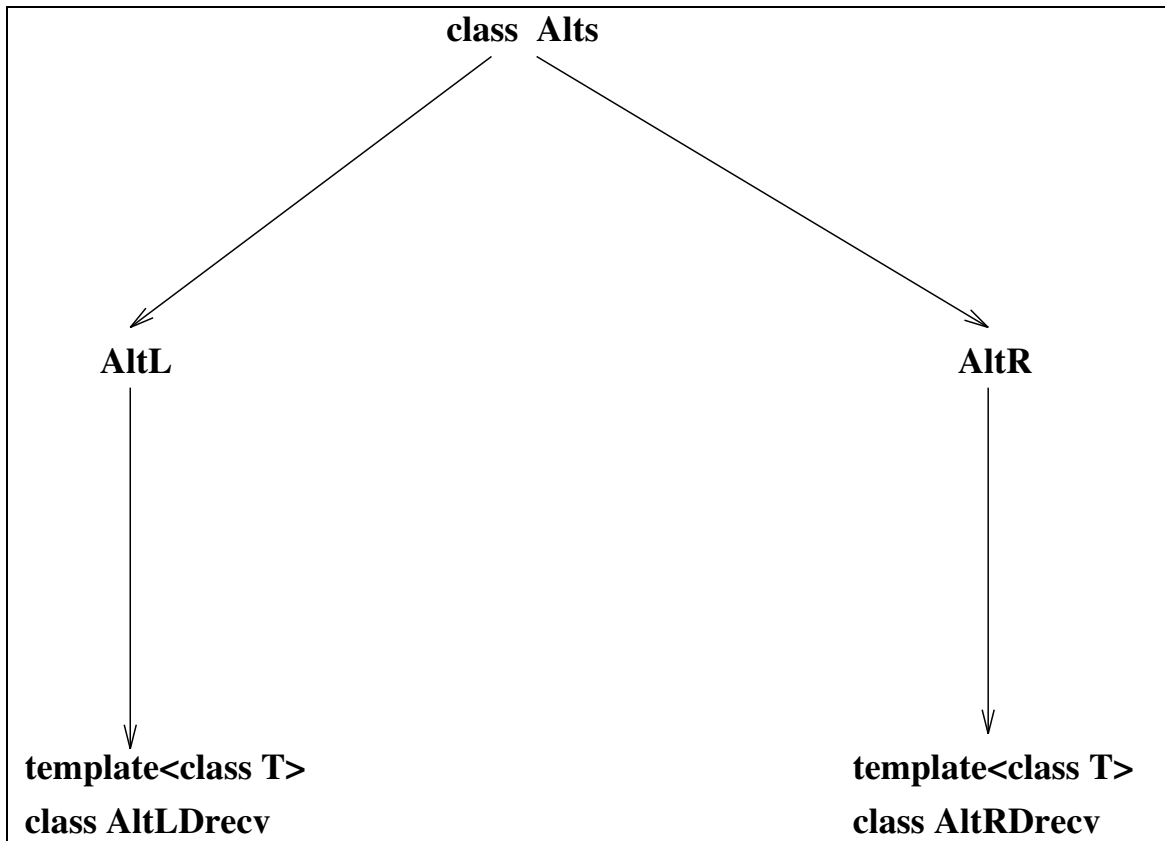 class Alts
AltL
AltR
template<class T>
class AltLDrecv
template<class T>
class AltRDrecv